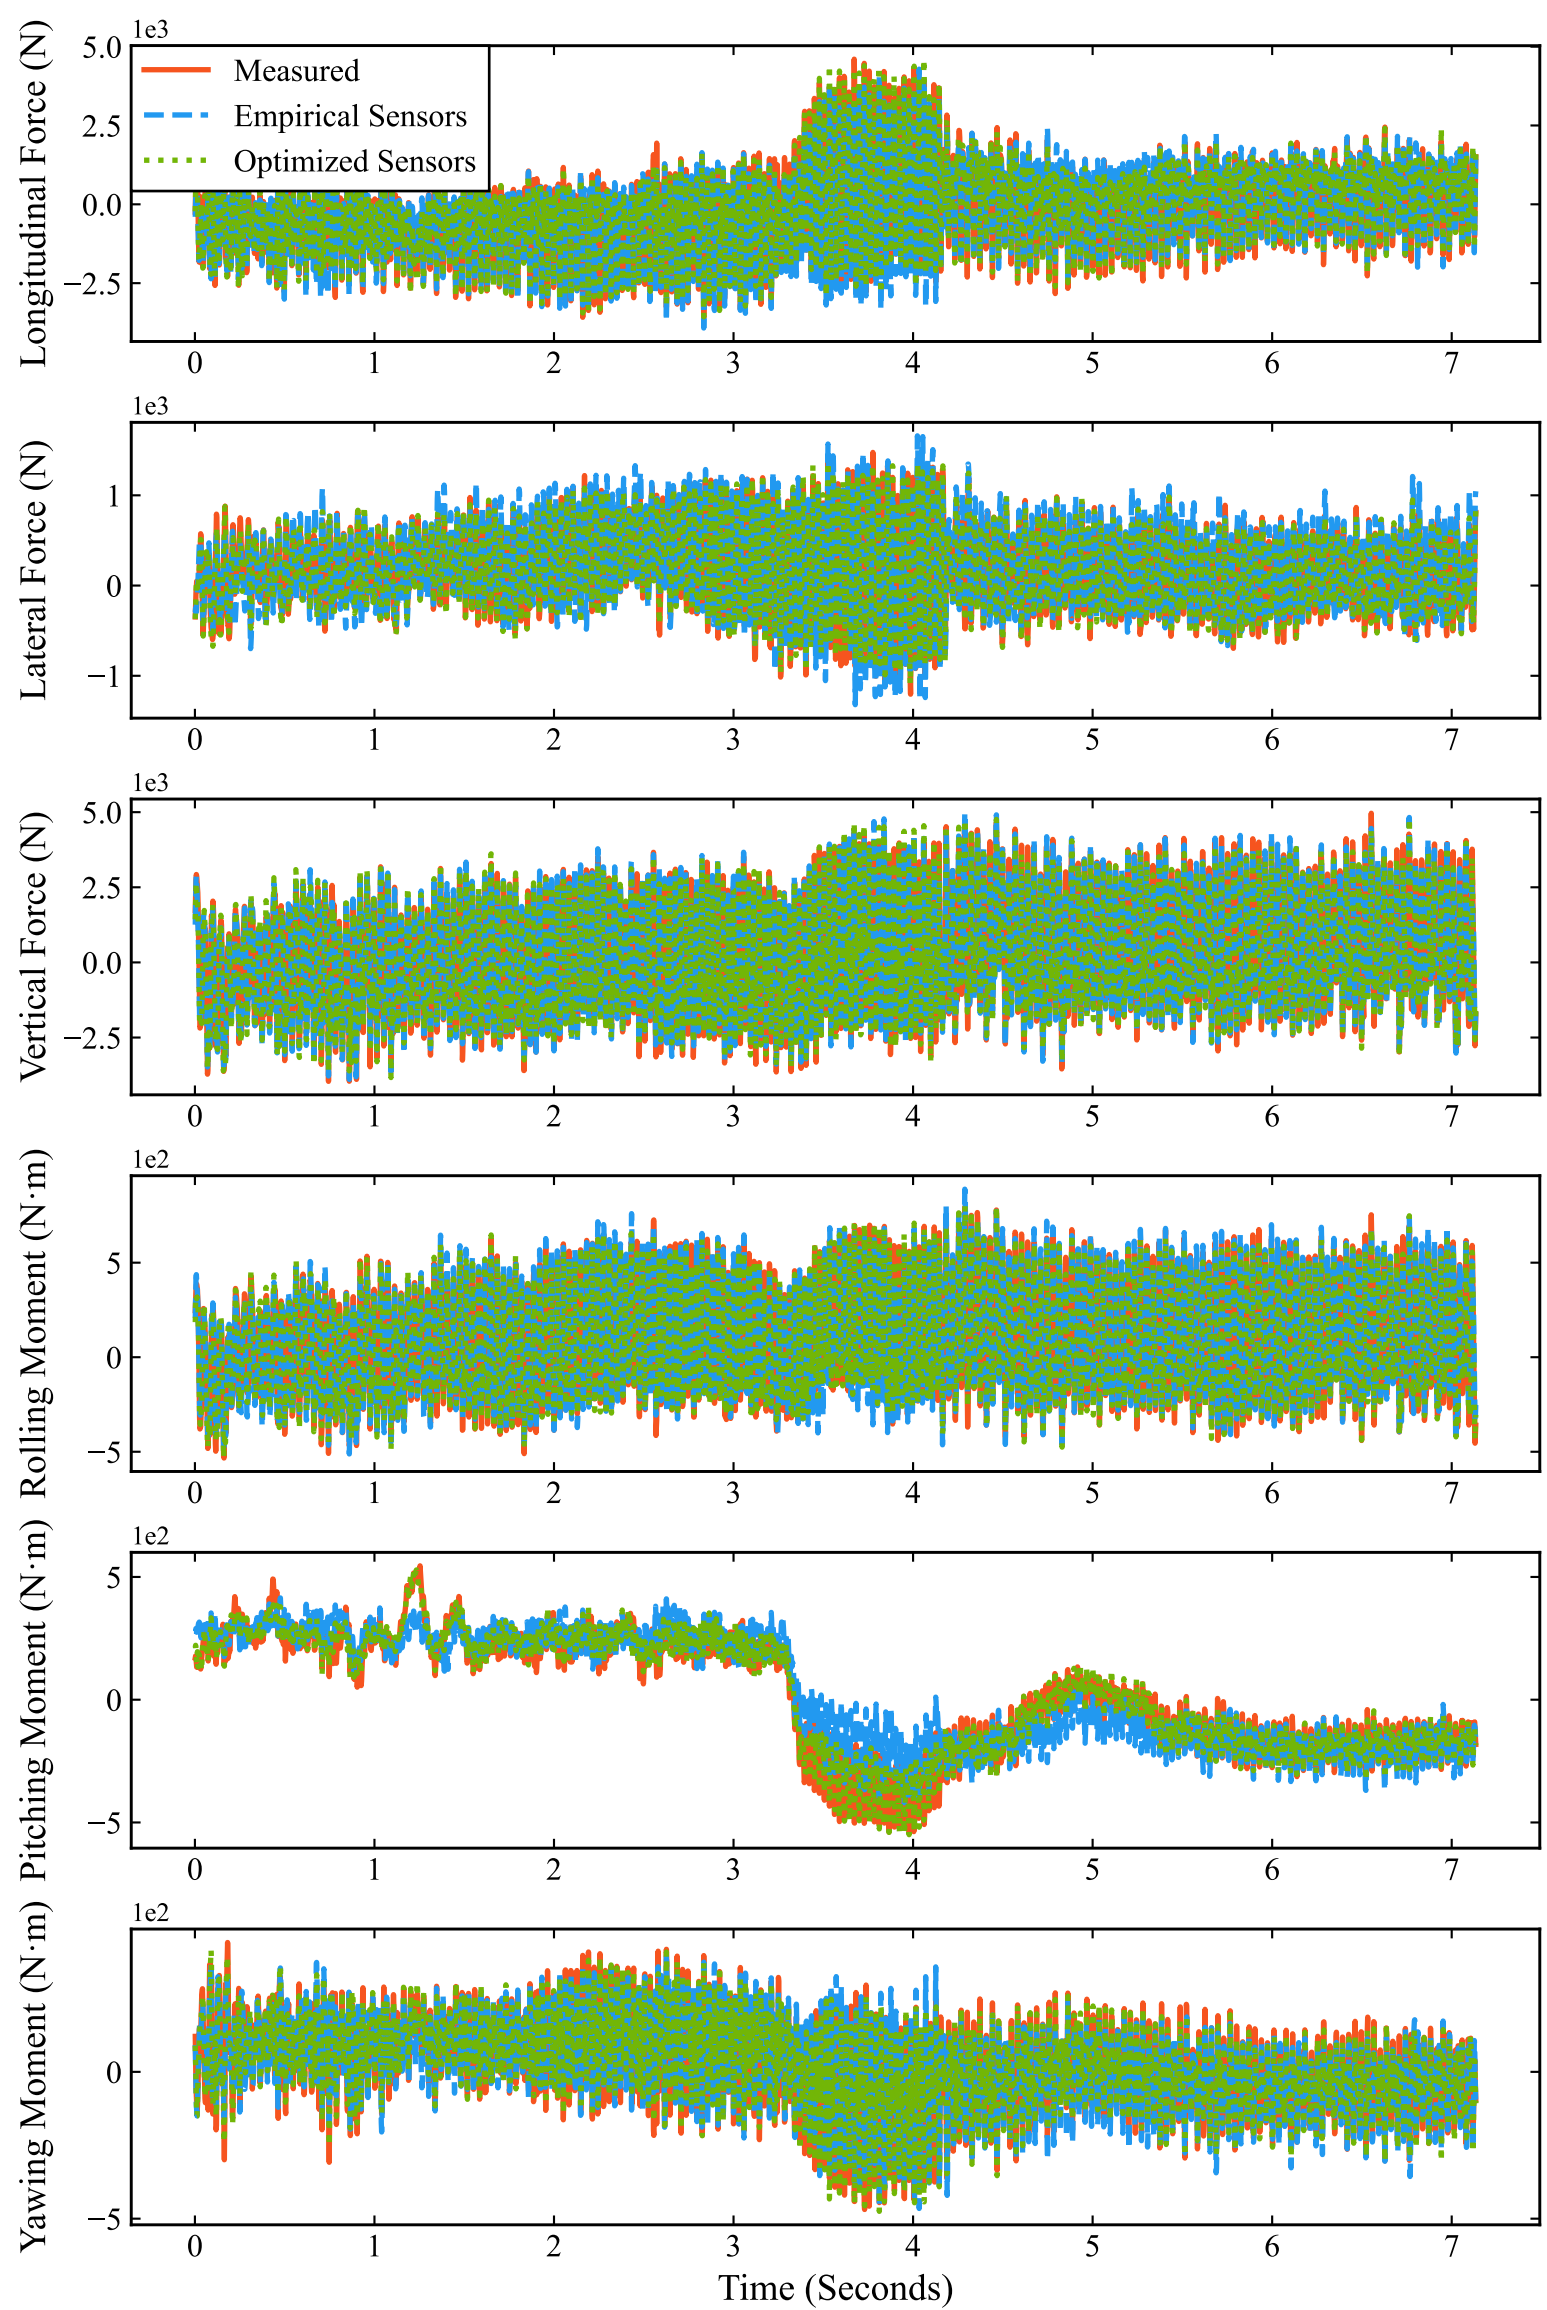 1e3
Longitudinal Force (N)
5.0
2.5
0.0
−2.5
Measured
Empirical Sensors
Optimized Sensors
0 1 2 3 4 5 6 7
1e3
Lateral Force (N)
1
0
−1
0 1 2 3 4 5 6 7
1e3
Vertical Force (N)
5.0
2.5
0.0
−2.5
0 1 2 3 4 5 6 7
1e2
Rolling Moment (N·m)
5
0
−5
0 1 2 3 4 5 6 7
1e2
Pitching Moment (N·m)
5
0
−5
0 1 2 3 4 5 6 7
1e2
Yawing Moment (N·m)
0
−5
0 1 2 3 4 5 6 7
Time (Seconds)